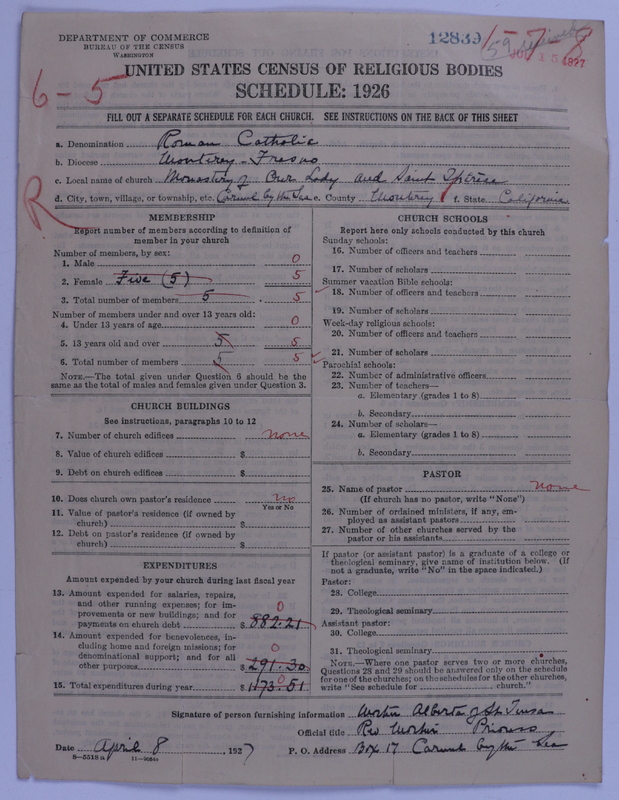 DEPARTMENT OF COMMERCE
BUREAU OF THE CENSUS
WASHINGTON
12839
15-7-8
JUL 15 1927
UNITED STATES CENSUS OF RELIGIOUS BODIES
SCHEDULE: 1926
6-5
FILL OUT A SEPARATE SCHEDULE FOR EACH CHURCH. SEE INSTRUCTIONS ON THE BACK OF THIS SHEET
a. Denomination Roman Catholic
b. Diocese Monterey-Fresno
c. Local name of church Monastery of Our Lady and Saint
d. City, town, village, or township, etc. Carmel by the Sea e. County Monterey f. State California
R
MEMBERSHIP
Report number of members according to definition of member in your church
Number of members, by sex:
1. Male 0
2. Female Five (5) 5
3. Total number of members 5 5
Number of members under and over 13 years old:
4. Under 13 years of age 0
5. 13 years old and over 5 5
6. Total number of members 5 5
NOTE.—The total given under Question 6 should be the
same as the total of males and females given under Question 3.
CHURCH BUILDINGS
See instructions, paragraphs 10 to 12
7. Number of church edifices none
8. Value of church edifices $
9. Debt on church edifices $
10. Does church own pastor's residence no
Yes or No
11. Value of pastor's residence (if owned by
church) $
12. Debt on pastor's residence (if owned by
church) $
EXPENDITURES
Amount expended by your church during last fiscal year
13. Amount expended for salaries, repairs,
and other running expenses; for im-
provements or new buildings; and for
payments on church debt $ 882.21 0
14. Amount expended for benevolences, in-
cluding home and foreign missions; for
denominational support; and for all
other purposes $ 291.30 0
15. Total expenditures during year $ 1173.51 0
CHURCH SCHOOLS
Report here only schools conducted by this church
Sunday schools:
16. Number of officers and teachers
17. Number of scholars
Summer vacation Bible schools:
18. Number of officers and teachers
19. Number of scholars
Week-day religious schools:
20. Number of officers and teachers
21. Number of scholars
Parochial schools:
22. Number of administrative officers
23. Number of teachers—
a. Elementary (grades 1 to 8)
b. Secondary
24. Number of scholars—
a. Elementary (grades 1 to 8)
b. Secondary
PASTOR
25. Name of pastor none
(If church has no pastor, write "None")
26. Number of ordained ministers, if any, em-
ployed as assistant pastors
27. Number of other churches served by the
pastor or his assistants
If pastor (or assistant pastor) is a graduate of a college or
theological seminary, give name of institution below. (If
not a graduate, write "No" in the space indicated.)
Pastor:
28. College
29. Theological seminary
Assistant pastor:
30. College
31. Theological seminary
NOTE.—Where one pastor serves two or more churches,
Questions 28 and 29 should be answered only on the schedule
for one of the churches; on the schedules for the other churches,
write "See schedule for church."
Signature of person furnishing information Mother Alberta of St. Teresa
Official title Rev Mother Prioress
Date April 8, 1927
P. O. Address Box 17 Carmel by the Sea
8-5518 a